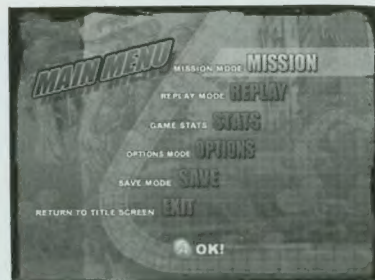 MAIN MENU
MISSION MODE MISSION
REPLAY MODE REPLAY
GAME STATS STATS
OPTIONS MODE OPTIONS
SAVE MODE SAVE
RETURN TO TITLE SCREEN EXIT
A OK!